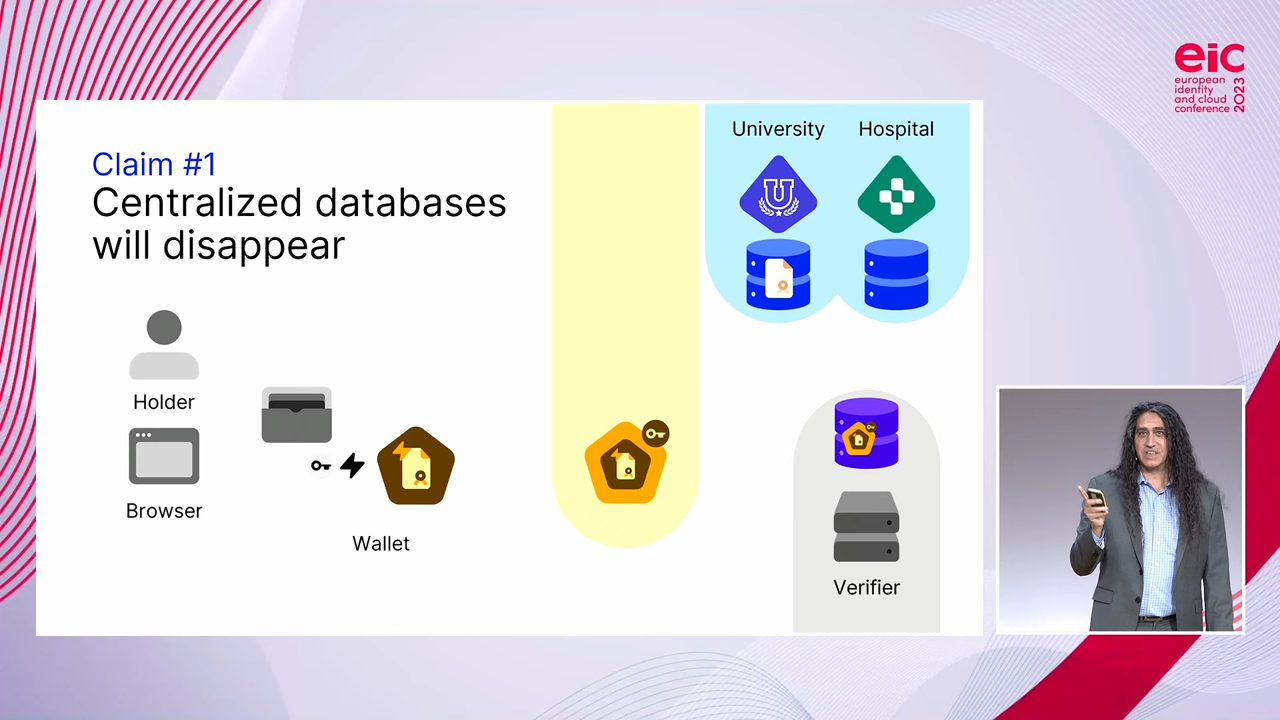 eic
european
identity
and cloud
conference 2023
Claim #1
Centralized databases
will disappear
University
Hospital
U
Holder
Browser
Wallet
Verifier